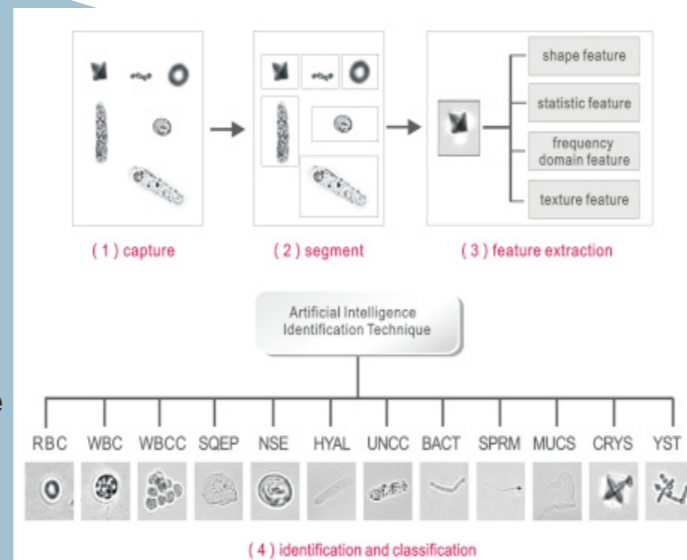 shape feature
statistic feature
frequency
domain feature
texture feature
( 1 ) capture
( 2 ) segment
( 3 ) feature extraction
Artificial Intelligence
Identification Technique
RBC WBC WBCC SQEP NSE HYAL UNCC BACT SPRM MUCS CRYS YST
( 4 ) identification and classification